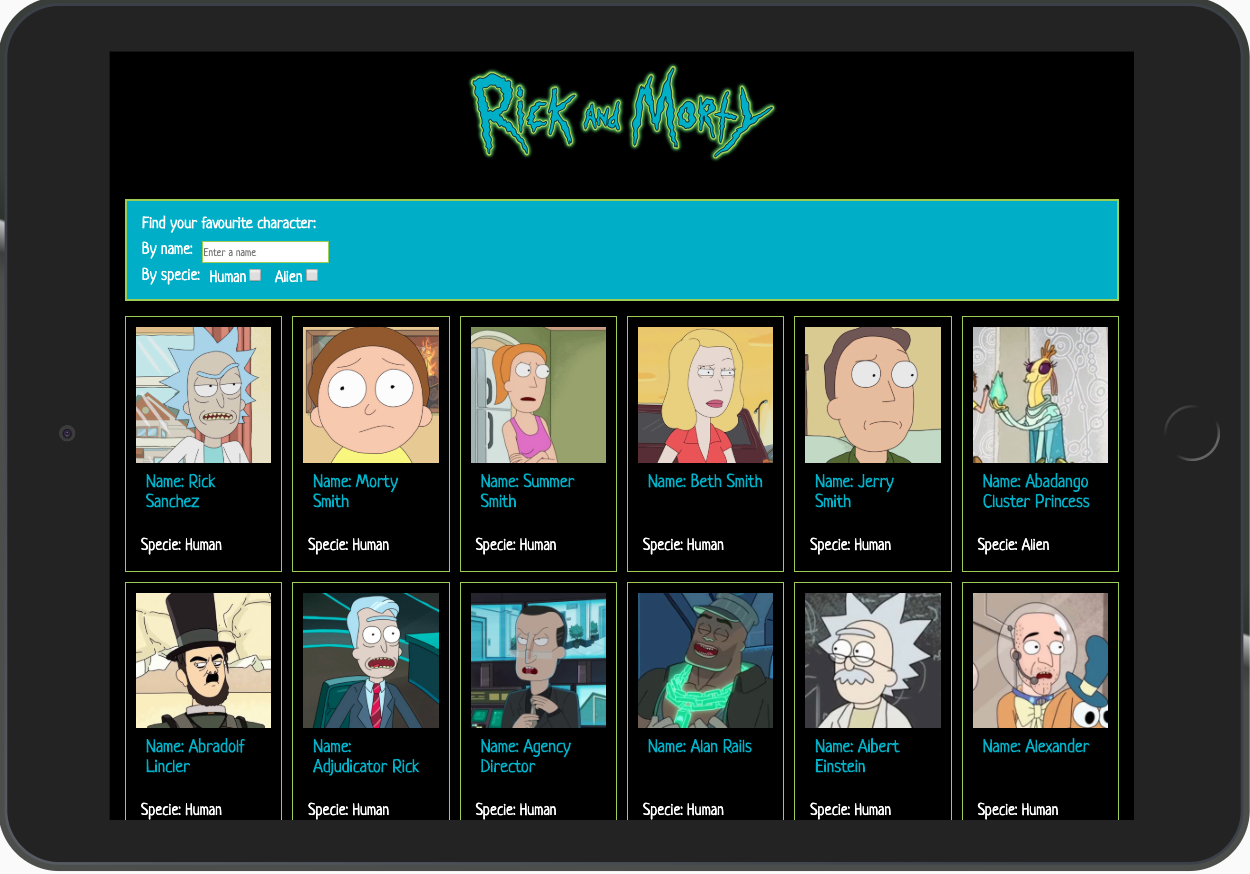 Rick and Morty
Find your favourite character:
By name: Enter a name
By specie: Human Alien
Name: Rick
Sanchez
Specie: Human
Name: Morty
Smith
Specie: Human
Name: Summer
Smith
Specie: Human
Name: Beth Smith
Specie: Human
Name: Jerry
Smith
Specie: Human
Name: Abadango
Cluster Princess
Specie: Alien
Name: Abradolf
Lincler
Specie: Human
Name:
Adjudicator Rick
Specie: Human
Name: Agency
Director
Specie: Human
Name: Alan Rails
Specie: Human
Name: Albert
Einstein
Specie: Human
Name: Alexander
Specie: Human